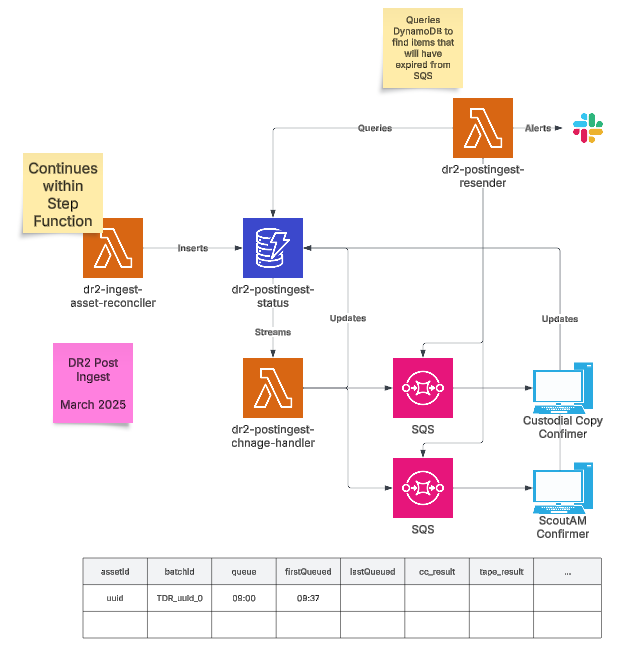 Queries
DynamoDB to
find items that
will have
expired from
SQS
Queries
Alerts
dr2-postingest-
resender
Continues
within
Step
Function
Inserts
dr2-ingest-
asset-reconciler
dr2-postingest-
status
Updates
Updates
Streams
DR2 Post
Ingest
March 2025
dr2-postingest-
chnage-handler
SQS
Custodial Copy
Confimer
SQS
ScoutAM
Confirmer
assetId batchId queue firstQueued lastQueued cc_result tape_result ...
uuid TDR_uuid_0 09:00 09:37